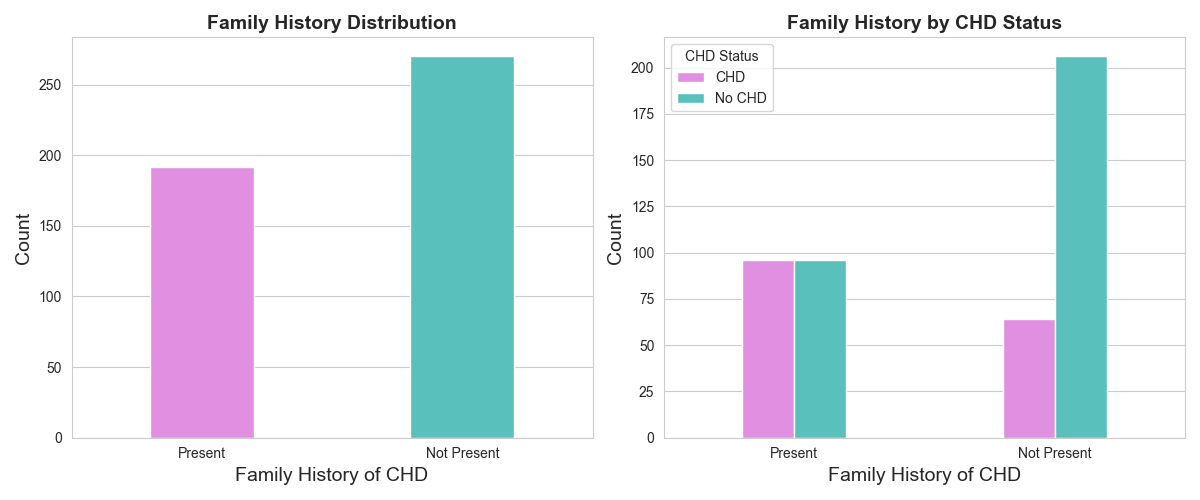 Family History Distribution
250
200
150
100
50
0
Count
Present
Not Present
Family History of CHD
Family History by CHD Status
CHD Status
CHD
No CHD
200
175
150
125
100
75
50
25
0
Count
Present
Not Present
Family History of CHD